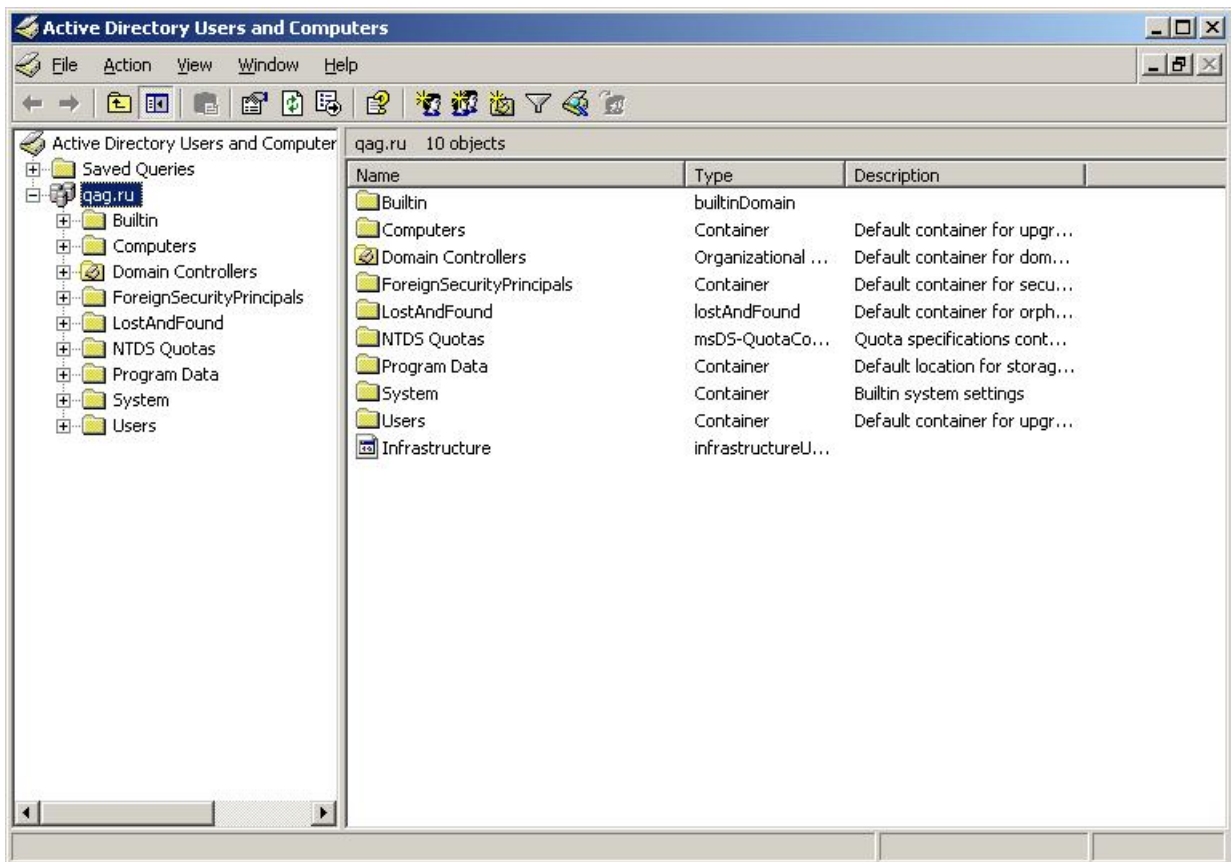 Active Directory Users and Computers
File Action View Window Help
Active Directory Users and Computer
Saved Queries
qag.ru
Builtin
Computers
Domain Controllers
ForeignSecurityPrincipals
LostAndFound
NTDS Quotas
Program Data
System
Users
qag.ru 10 objects
Name Type Description
Builtin builtinDomain
Computers Container Default container for upgr...
Domain Controllers Organizational ... Default container for dom...
ForeignSecurityPrincipals Container Default container for secu...
LostAndFound lostAndFound Default container for orph...
NTDS Quotas msDS-QuotaCo... Quota specifications cont...
Program Data Container Default location for storag...
System Container Builtin system settings
Users Container Default container for upgr...
Infrastructure infrastructureU...